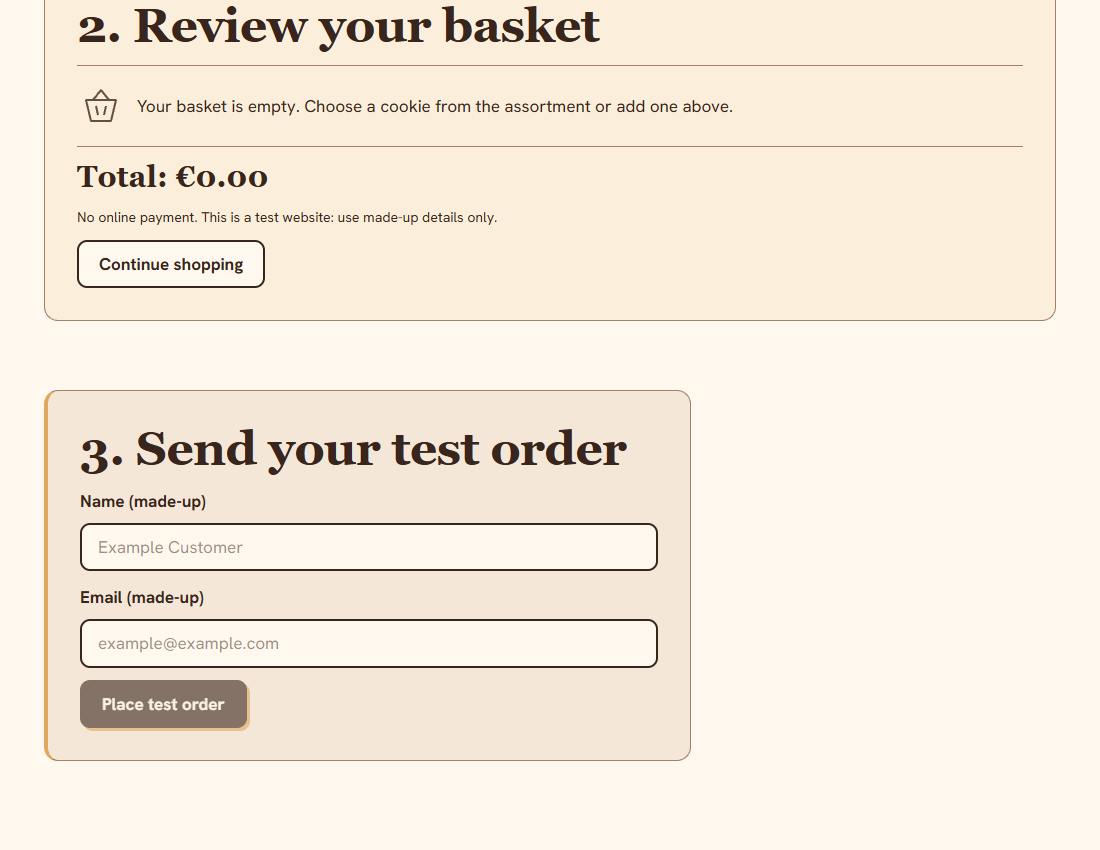 2. Review your basket
Your basket is empty. Choose a cookie from the assortment or add one above.
Total: €0.00
No online payment. This is a test website: use made-up details only.
Continue shopping
3. Send your test order
Name (made-up)
Example Customer
Email (made-up)
example@example.com
Place test order